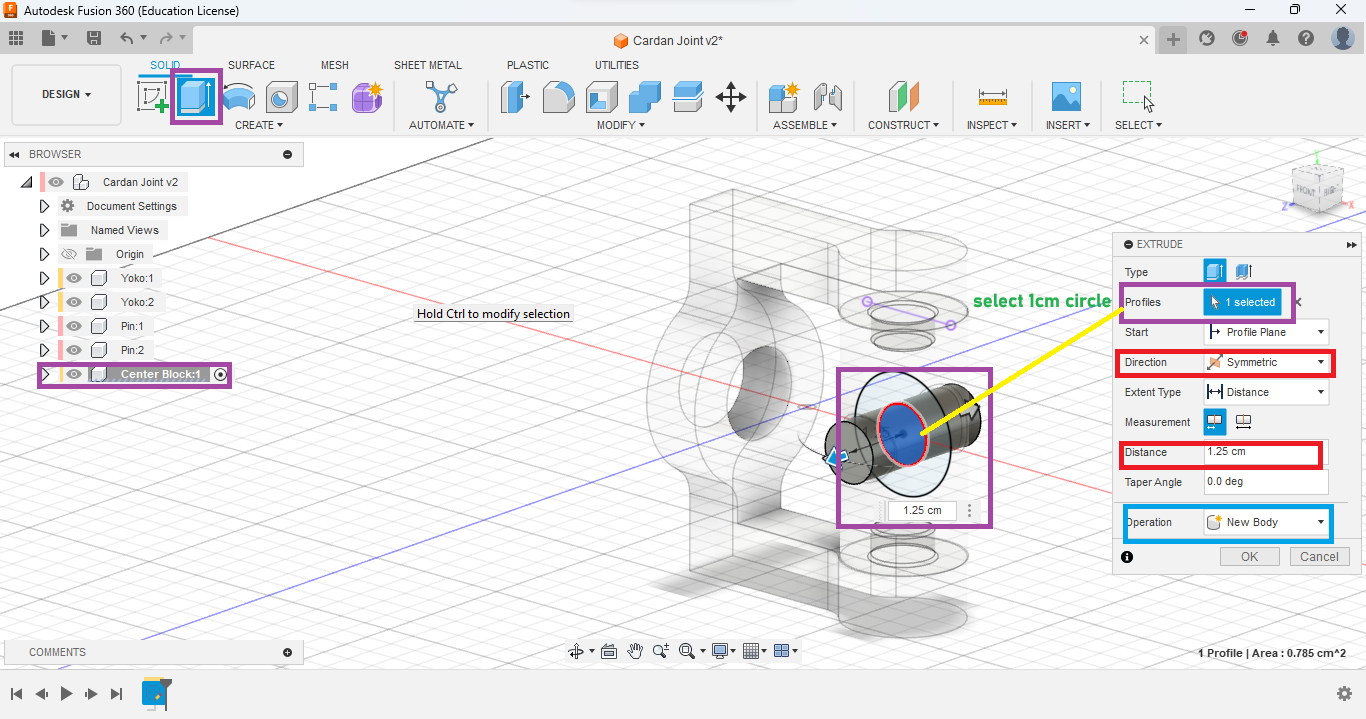 Autodesk Fusion 360 (Education License)
Cardan Joint v2*
SOLID SURFACE MESH SHEET METAL PLASTIC UTILITIES
DESIGN
CREATE AUTOMATE MODIFY ASSEMBLE CONSTRUCT INSPECT INSERT SELECT
BROWSER
Cardan Joint v2
Document Settings
Named Views
Origin
Yoko:1
Yoko:2
Pin:1
Pin:2
Center Block:1
Hold Ctrl to modify selection
select 1cm circle
1.25 cm
FRONT RIGHT
Y
Z
X
EXTRUDE
Type
Profiles 1 selected
Start Profile Plane
Direction Symmetric
Extent Type Distance
Measurement
Distance 1.25 cm
Taper Angle 0.0 deg
Operation New Body
OK Cancel
COMMENTS
1 Profile | Area : 0.785 cm^2